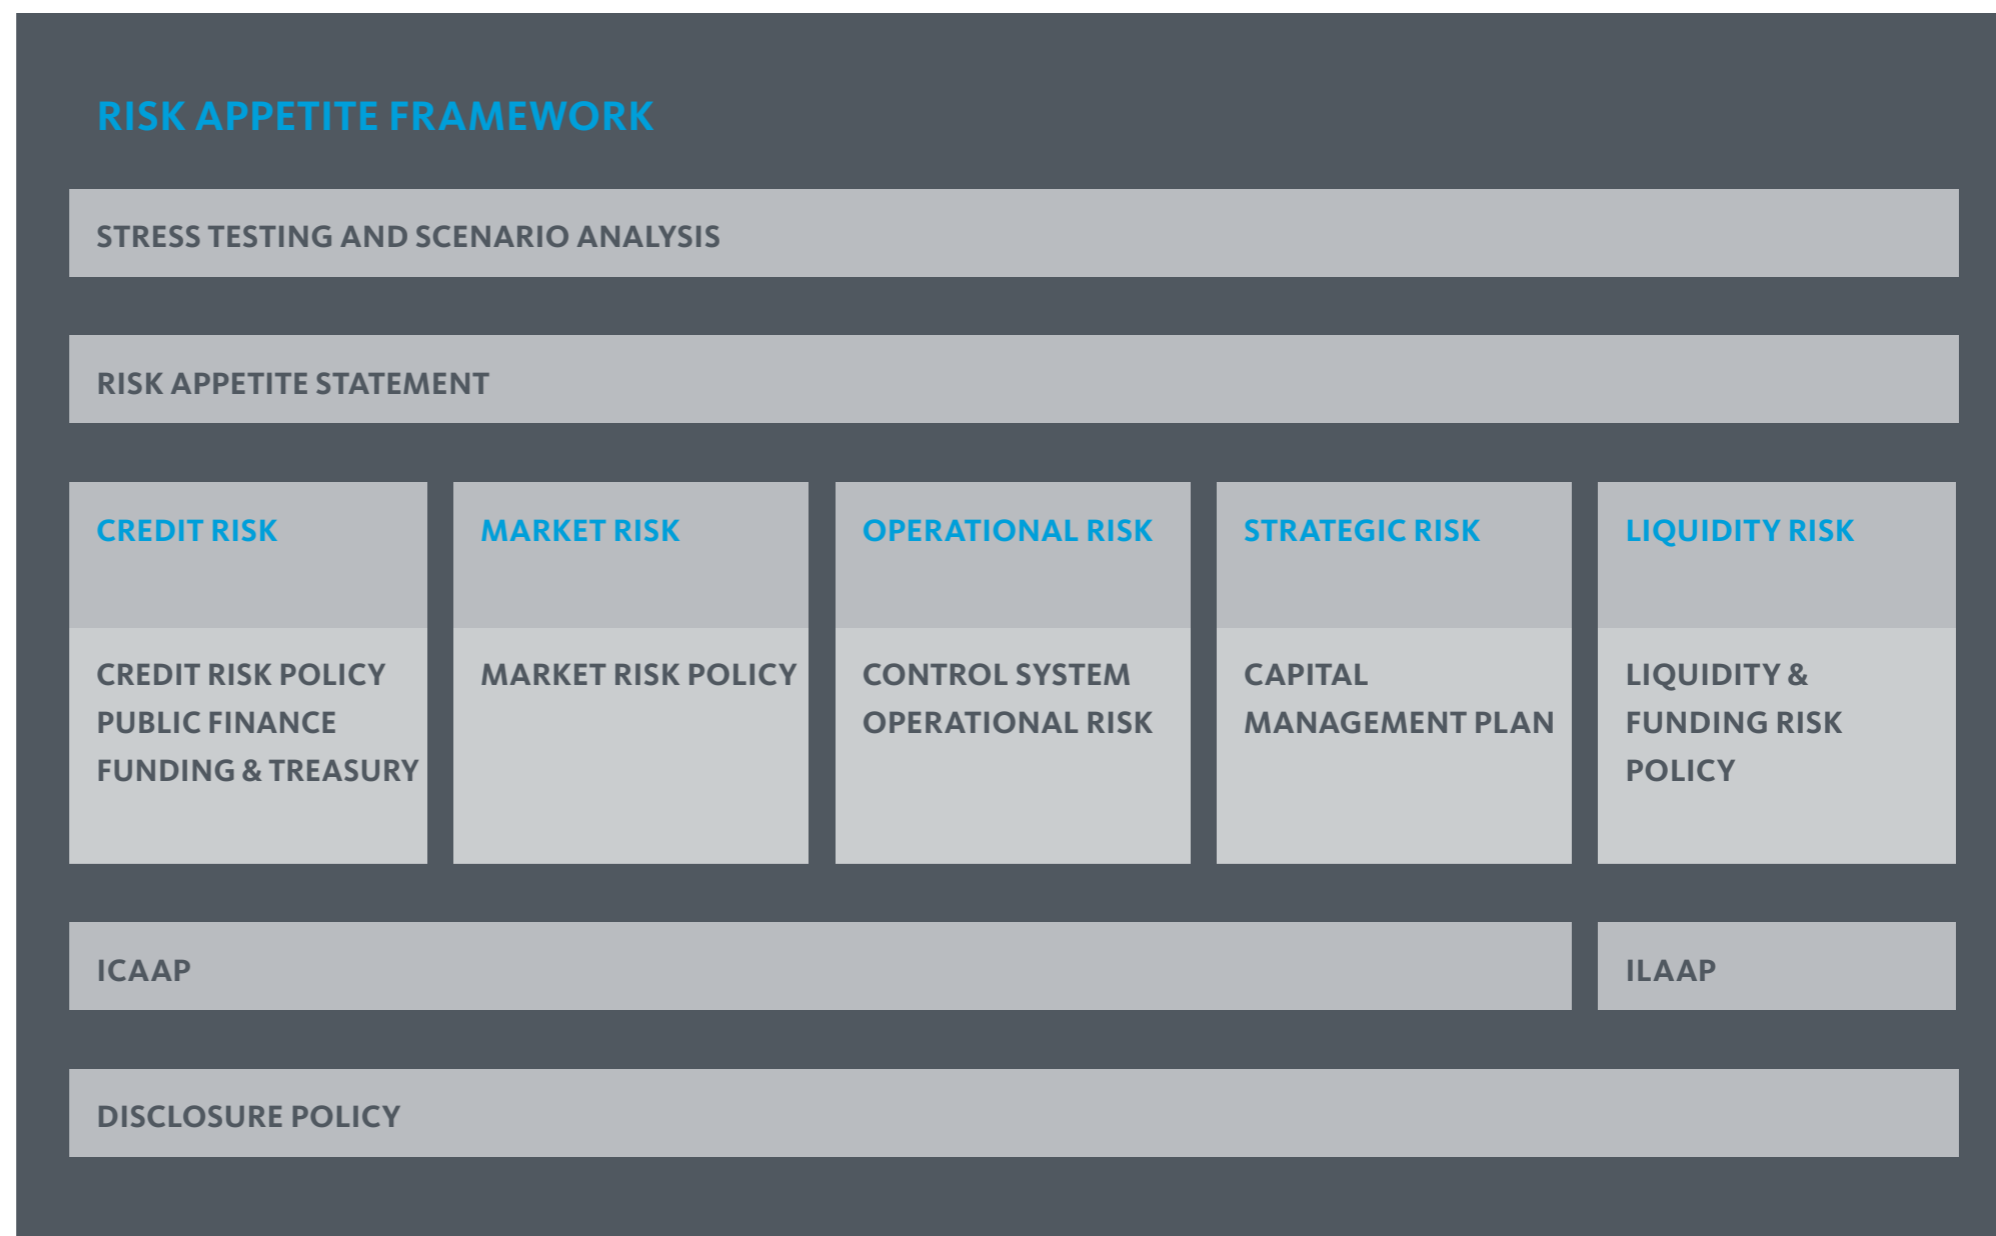 RISK APPETITE FRAMEWORK
STRESS TESTING AND SCENARIO ANALYSIS
RISK APPETITE STATEMENT
CREDIT RISK
CREDIT RISK POLICY
PUBLIC FINANCE
FUNDING & TREASURY
MARKET RISK
MARKET RISK POLICY
OPERATIONAL RISK
CONTROL SYSTEM
OPERATIONAL RISK
STRATEGIC RISK
CAPITAL
MANAGEMENT PLAN
LIQUIDITY RISK
LIQUIDITY &
FUNDING RISK
POLICY
ICAAP
ILAAP
DISCLOSURE POLICY